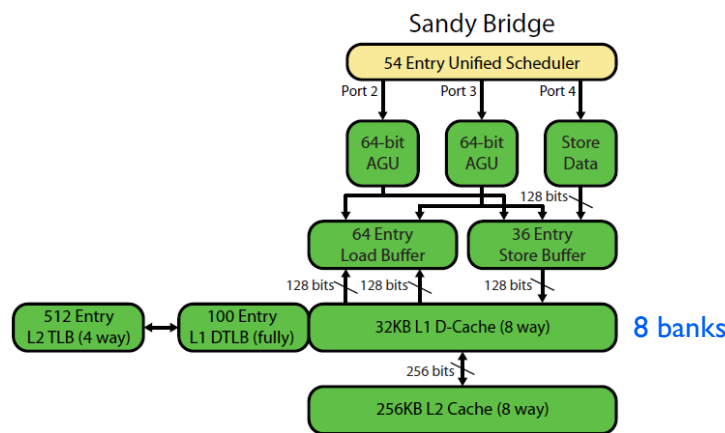 Sandy Bridge
54 Entry Unified Scheduler
Port 2
Port 3
Port 4
64-bit
AGU
64-bit
AGU
Store
Data
128 bits
64 Entry
Load Buffer
36 Entry
Store Buffer
128 bits
128 bits
128 bits
512 Entry
L2 TLB (4 way)
100 Entry
L1 DTLB (fully)
32KB L1 D-Cache (8 way)
8 banks
256 bits
256KB L2 Cache (8 way)